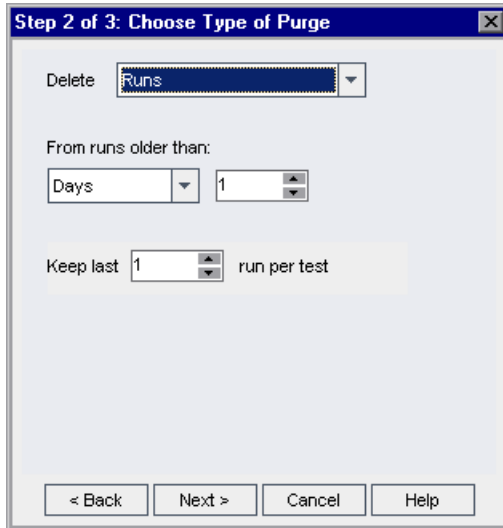 Step 2 of 3: Choose Type of Purge
Delete Runs
From runs older than:
Days 1
Keep last 1 run per test
< Back Next > Cancel Help